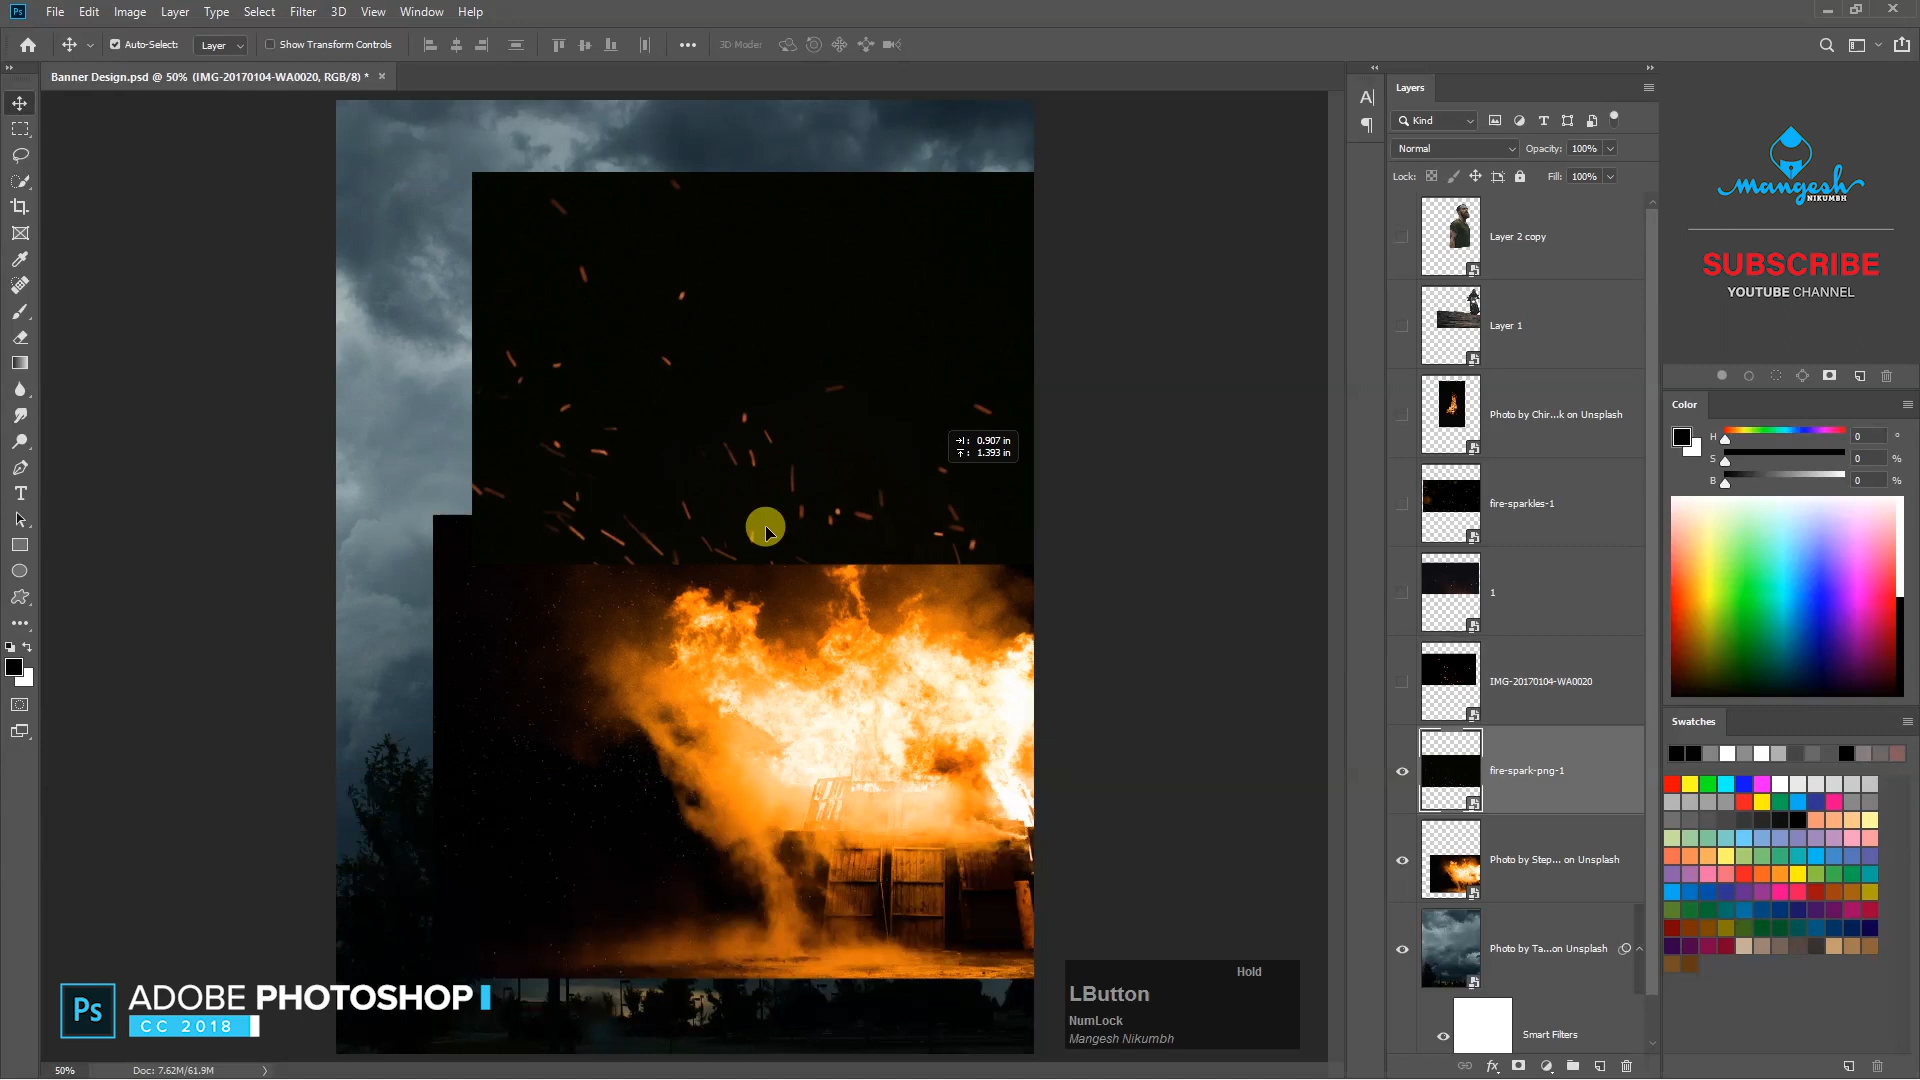 Ps File Edit Image Layer Type Select Filter 3D View Window Help
Auto-Select: Layer Show Transform Controls 3D Mode:
Banner Design.psd @ 50% (IMG-20170104-WA0020, RGB/8) *
Layers
Kind
Normal Opacity: 100%
Lock: Fill: 100%
Layer 2 copy
Layer 1
Photo by Chir...k on Unsplash
fire-sparkles-1
1
IMG-20170104-WA0020
fire-spark-png-1
Photo by Step... on Unsplash
Photo by Ta...on Unsplash
Smart Filters
fx
Mangesh
NIKUMBH
SUBSCRIBE
YOUTUBE CHANNEL
Color
H 0 °
S 0 %
B 0 %
Swatches
: 0.907 in
: 1.393 in
Hold
LButton
NumLock
Mangesh Nikumbh
Ps ADOBE PHOTOSHOP
CC 2018
50% Doc: 7.62M/61.9M